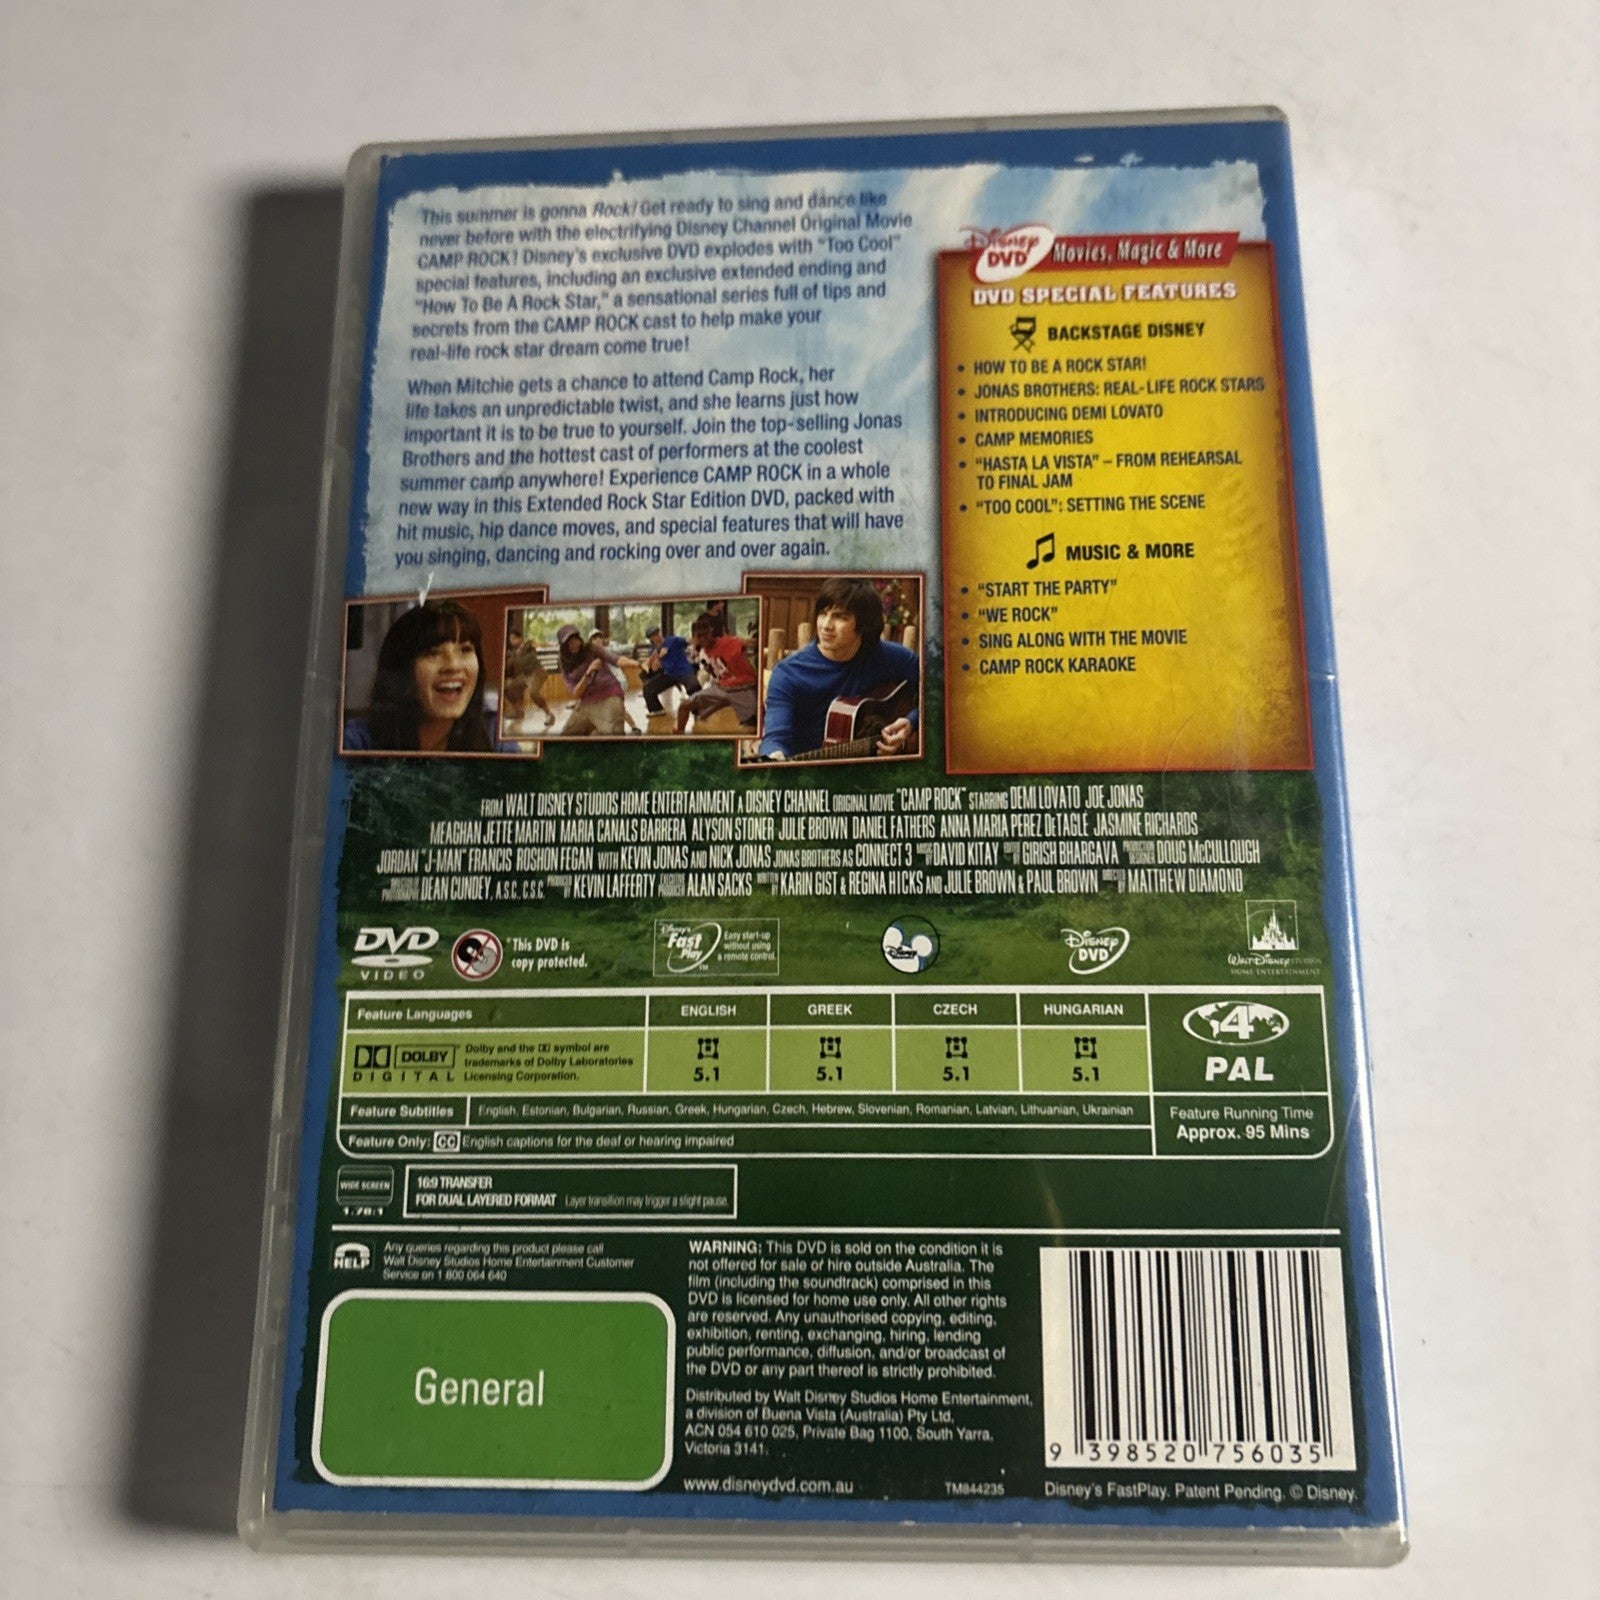 This summer is gonna Rock! Get ready to sing and dance like
never before with the electrifying Disney Channel Original Movie
CAMP ROCK! Disney's exclusive DVD explodes with "Too Cool"
special features, including an exclusive extended ending and
"How To Be A Rock Star," a sensational series full of tips and
secrets from the CAMP ROCK cast to help make your
real-life rock star dream come true!
When Mitchie gets a chance to attend Camp Rock, her
life takes an unpredictable twist, and she learns just how
important it is to be true to yourself. Join the top-selling Jonas
Brothers and the hottest cast of performers at the coolest
summer camp anywhere! Experience CAMP ROCK in a whole
new way in this Extended Rock Star Edition DVD, packed with
hit music, hip dance moves, and special features that will have
you singing, dancing and rocking over and over again.
Disney DVD Movies, Magic & More
DVD SPECIAL FEATURES
BACKSTAGE DISNEY
• HOW TO BE A ROCK STAR!
• JONAS BROTHERS: REAL-LIFE ROCK STARS
• INTRODUCING DEMI LOVATO
• CAMP MEMORIES
• "HASTA LA VISTA" – FROM REHEARSAL
TO FINAL JAM
• "TOO COOL": SETTING THE SCENE
MUSIC & MORE
• "START THE PARTY"
• "WE ROCK"
• SING ALONG WITH THE MOVIE
• CAMP ROCK KARAOKE
FROM WALT DISNEY STUDIOS HOME ENTERTAINMENT A DISNEY CHANNEL ORIGINAL MOVIE "CAMP ROCK" STARRING DEMI LOVATO JOE JONAS
MEAGHAN JETTE MARTIN MARIA CANALS BARRERA ALYSON STONER JULIE BROWN DANIEL FATHERS ANNA MARIA PEREZ DeTAGLE JASMINE RICHARDS
JORDAN "J-MAN" FRANCIS ROSHON FEGAN WITH KEVIN JONAS AND NICK JONAS JONAS BROTHERS AS CONNECT 3 MUSIC BY DAVID KITAY EDITED BY GIRISH BHARGAVA PRODUCTION DESIGNER DOUG McCULLOUGH
DIRECTOR OF PHOTOGRAPHY DEAN CUNDEY, A.S.C. C.S.C. PRODUCED BY KEVIN LAFFERTY EXECUTIVE PRODUCER ALAN SACKS WRITTEN BY KARIN GIST & REGINA HICKS AND JULIE BROWN & PAUL BROWN DIRECTED BY MATTHEW DIAMOND
DVD VIDEO
This DVD is
copy protected.
Disney's Fast Play™
Easy start-up
without using
a remote control.
Disney
Disney DVD
WALT DISNEY STUDIOS
HOME ENTERTAINMENT
Feature Languages ENGLISH GREEK CZECH HUNGARIAN
DOLBY DIGITAL
Dolby and the DD symbol are
trademarks of Dolby Laboratories
Licensing Corporation.
5.1 5.1 5.1 5.1
4
PAL
Feature Subtitles English, Estonian, Bulgarian, Russian, Greek, Hungarian, Czech, Hebrew, Slovenian, Romanian, Latvian, Lithuanian, Ukrainian
Feature Only: CC English captions for the deaf or hearing impaired
Feature Running Time
Approx. 95 Mins
WIDE SCREEN
1.78:1
16:9 TRANSFER
FOR DUAL LAYERED FORMAT Layer transition may trigger a slight pause.
HELP
Any queries regarding this product please call
Walt Disney Studios Home Entertainment Customer
Service on 1 800 064 640
General
WARNING: This DVD is sold on the condition it is
not offered for sale or hire outside Australia. The
film (including the soundtrack) comprised in this
DVD is licensed for home use only. All other rights
are reserved. Any unauthorised copying, editing,
exhibition, renting, exchanging, hiring, lending
public performance, diffusion, and/or broadcast of
the DVD or any part thereof is strictly prohibited.
Distributed by Walt Disney Studios Home Entertainment,
a division of Buena Vista (Australia) Pty Ltd,
ACN 054 610 025, Private Bag 1100, South Yarra,
Victoria 3141.
www.disneydvd.com.au
TM844235
9 398520 756035
Disney's FastPlay. Patent Pending. © Disney.